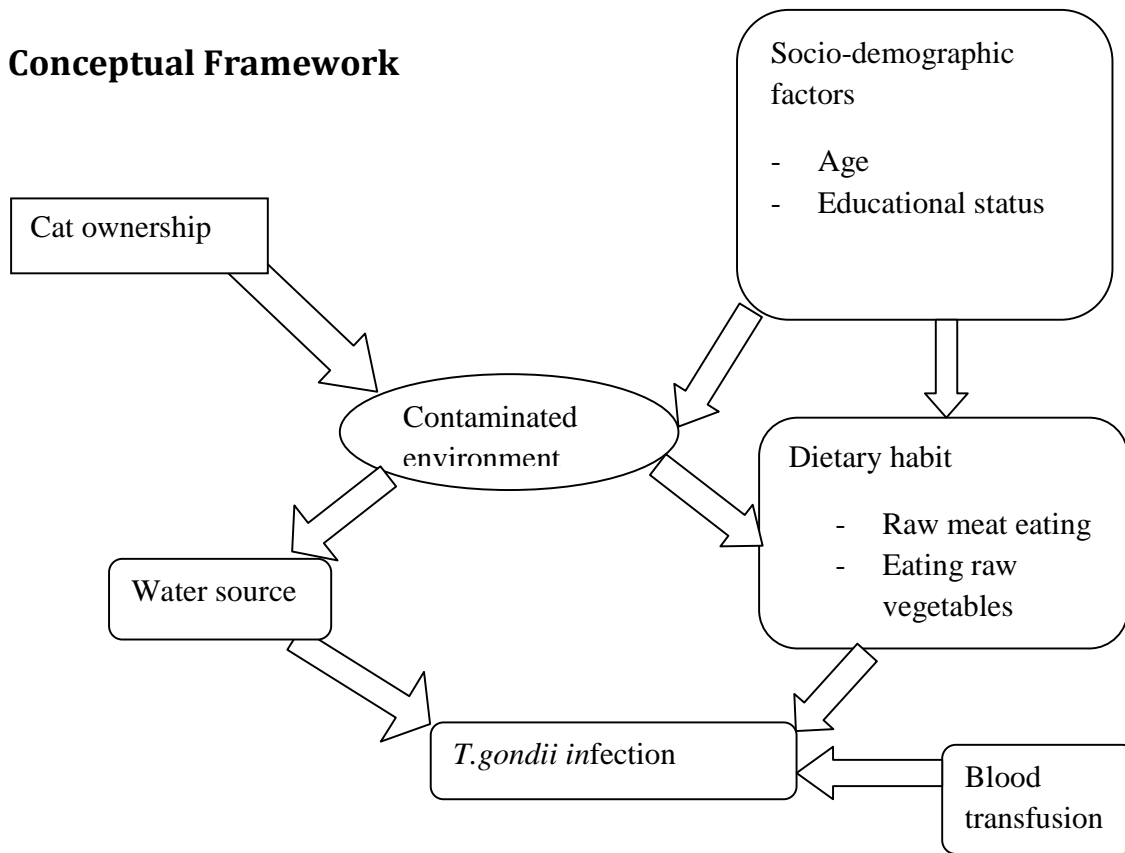 Conceptual Framework
Socio-demographic
factors
- Age
- Educational status
Cat ownership
Contaminated
environment
Dietary habit
- Raw meat eating
- Eating raw
vegetables
Water source
T.gondii infection
Blood
transfusion